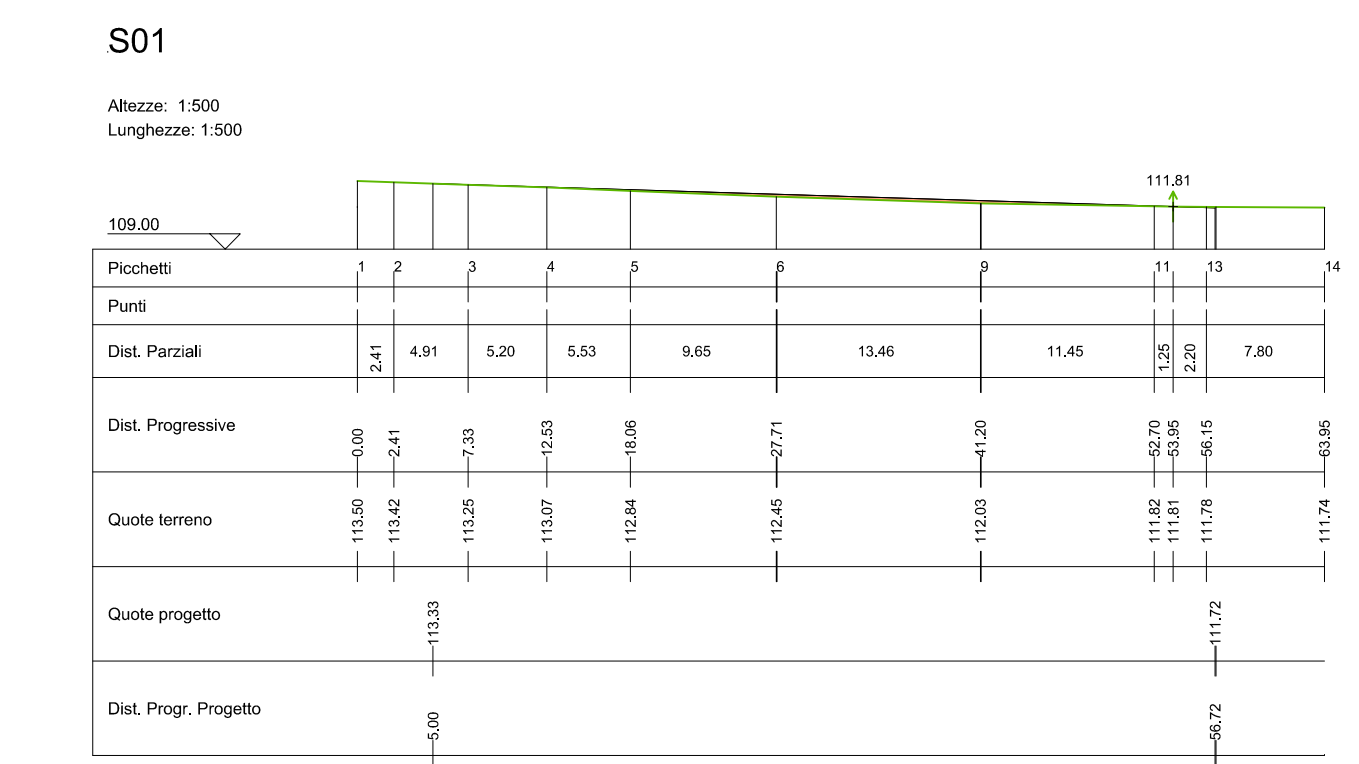 S01
Altezze: 1:500
Lunghezze: 1:500
111.81
109.00
Picchetti 1 2 3 4 5 6 9 11 13 14
Punti
Dist. Parziali 2.41 4.91 5.20 5.53 9.65 13.46 11.45 1.25 2.20 7.80
Dist. Progressive 0.00 2.41 7.33 12.53 18.06 27.71 41.20 52.70 53.95 56.15 63.95
Quote terreno 113.50 113.42 113.25 113.07 112.84 112.45 112.03 111.82 111.81 111.78 111.74
Quote progetto 113.33 111.72
Dist. Progr. Progetto 5.00 56.72